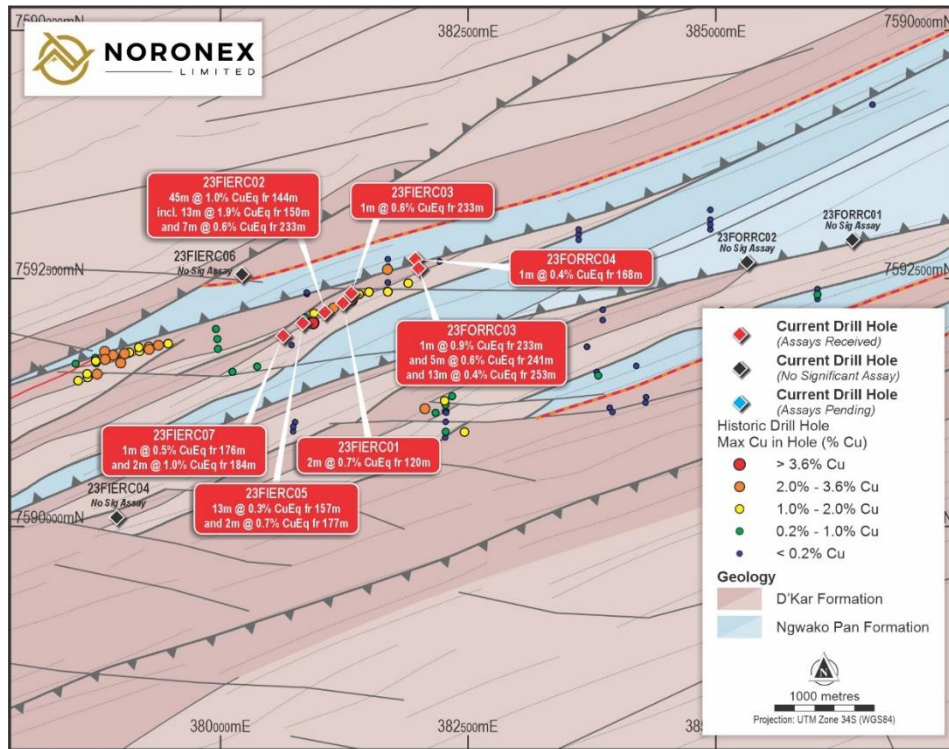 NORONEX
LIMITED
382500mE
385000mE
7590000mN
7590000mN
23FIERC02
45m @ 1.0% CuEq fr 144m
incl. 13m @ 1.9% CuEq fr 150m
and 7m @ 0.6% CuEq fr 233m
23FIERC03
1m @ 0.6% CuEq fr 233m
23FORRC01
No Sig Assay
23FORRC02
No Sig Assay
23FIERC06
No Sig Assay
23FORRC04
1m @ 0.4% CuEq fr 168m
7592500mN
7592500mN
23FORRC03
1m @ 0.9% CuEq fr 233m
and 5m @ 0.6% CuEq fr 241m
and 13m @ 0.4% CuEq fr 253m
23FIERC07
1m @ 0.5% CuEq fr 176m
and 2m @ 1.0% CuEq fr 184m
23FIERC01
2m @ 0.7% CuEq fr 120m
23FIERC04
No Sig Assay
23FIERC05
13m @ 0.3% CuEq fr 157m
and 2m @ 0.7% CuEq fr 177m
7590000mN
380000mE
382500mE
Current Drill Hole
(Assays Received)
Current Drill Hole
(No Significant Assay)
Current Drill Hole
(Assays Pending)
Historic Drill Hole
Max Cu in Hole (% Cu)
> 3.6% Cu
2.0% - 3.6% Cu
1.0% - 2.0% Cu
0.2% - 1.0% Cu
< 0.2% Cu
Geology
D'Kar Formation
Ngwako Pan Formation
N
1000 metres
Projection: UTM Zone 34S (WGS84)